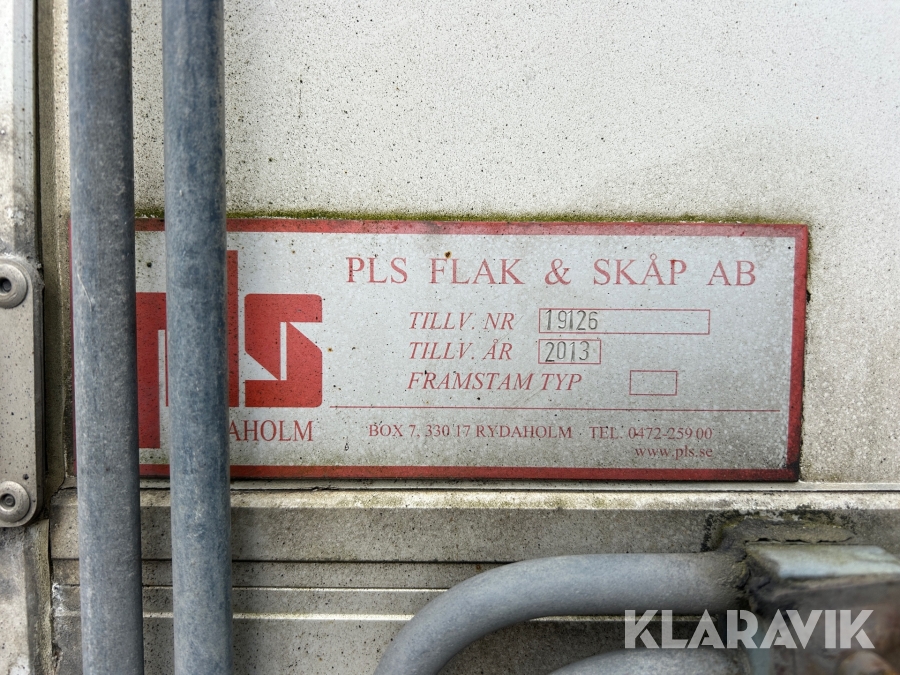 PLS FLAK & SKÅP AB
pls
TILLV. NR 19126
TILLV. ÅR 2013
FRAMSTAM TYP
BOX 7, 330 17 RYDAHOLM - TEL. 0472-259 00
www.pls.se
KLARAVIK